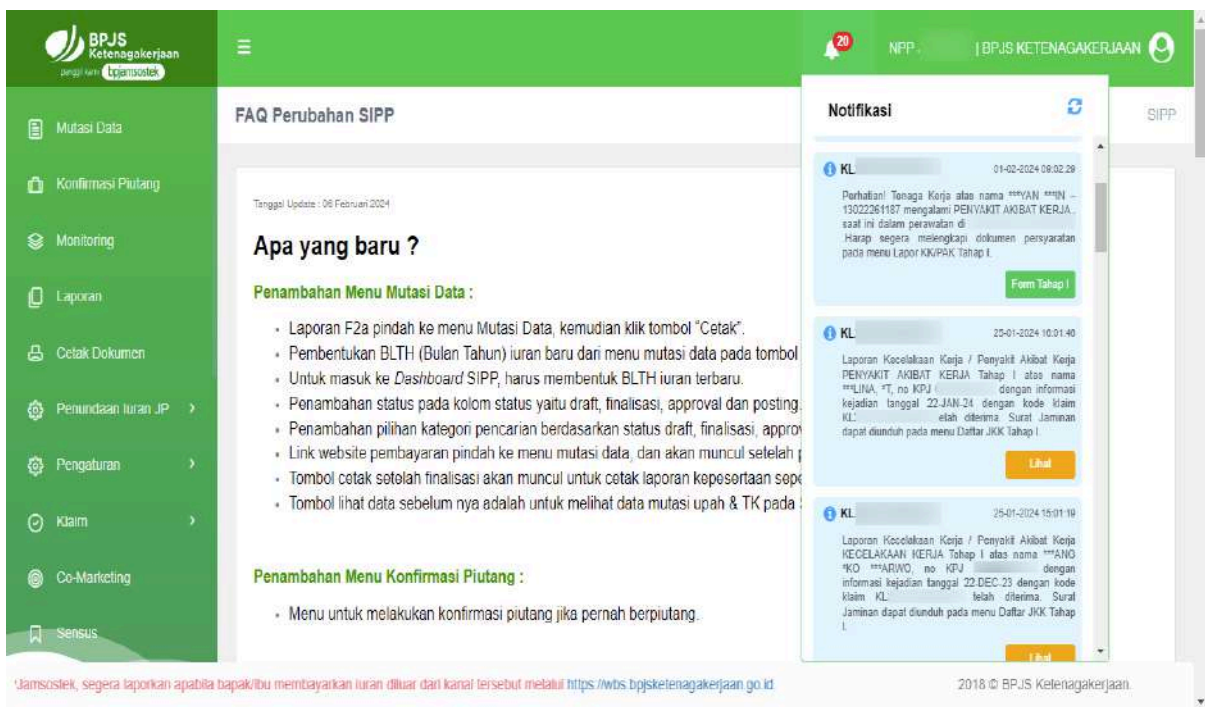 BPJS
Ketenagakerjaan
panggil kami bpjamsostek
20
NPP
| BPJS KETENAGAKERJAAN
Mutasi Data
Konfirmasi Piutang
Monitoring
Laporan
Cetak Dokumen
Penundaan Iuran JP
Pengaturan
Klaim
Co-Marketing
Sensus
FAQ Perubahan SIPP
SIPP
Tanggal Update : 06 Februari 2024
Apa yang baru ?
Penambahan Menu Mutasi Data :
Laporan F2a pindah ke menu Mutasi Data, kemudian klik tombol "Cetak".
Pembentukan BLTH (Bulan Tahun) iuran baru dari menu mutasi data pada tombol
Untuk masuk ke Dashboard SIPP, harus membentuk BLTH iuran terbaru.
Penambahan status pada kolom status yaitu draft, finalisasi, approval dan posting.
Penambahan pilihan kategori pencarian berdasarkan status draft, finalisasi,
Link website pembayaran pindah ke menu mutasi data, dan akan muncul setelah
Tombol cetak setelah finalisasi akan muncul untuk cetak laporan kepesertaan
Tombol lihat data sebelum nya adalah untuk melihat data mutasi upah & TK pada
Penambahan Menu Konfirmasi Piutang :
Menu untuk melakukan konfirmasi piutang jika pernah berpiutang.
Notifikasi
KL
01-02-2024 09:02:29
Perhatian! Tenaga Kerja atas nama ***YAN ***IN –
13022261187 mengalami PENYAKIT AKIBAT KERJA.,
saat ini dalam perawatan di
.Harap segera melengkapi dokumen persyaratan
pada menu Lapor KK/PAK Tahap I.
Form Tahap I
KL
25-01-2024 16:01:46
Laporan Kecelakaan Kerja / Penyakit Akibat Kerja
PENYAKIT AKIBAT KERJA Tahap I atas nama
***LINA, *T, no KPJ dengan informasi
kejadian tanggal 22-JAN-24 dengan kode klaim
KL elah diterima. Surat Jaminan
dapat diunduh pada menu Daftar JKK Tahap I.
Lihat
KL
25-01-2024 15:01:19
Laporan Kecelakaan Kerja / Penyakit Akibat Kerja
KECELAKAAN KERJA Tahap I atas nama ***ANG
*KO ***ARWO, no KPJ dengan
informasi kejadian tanggal 22-DEC-23 dengan kode
klaim KL telah diterima. Surat
Jaminan dapat diunduh pada menu Daftar JKK Tahap
I.
Lihat
Jamsostek, segera laporkan apabila bapak/ibu membayarkan iuran diluar dari kanal tersebut melalui https://wbs.bpjsketenagakerjaan.go.id
2018 © BPJS Ketenagakerjaan.